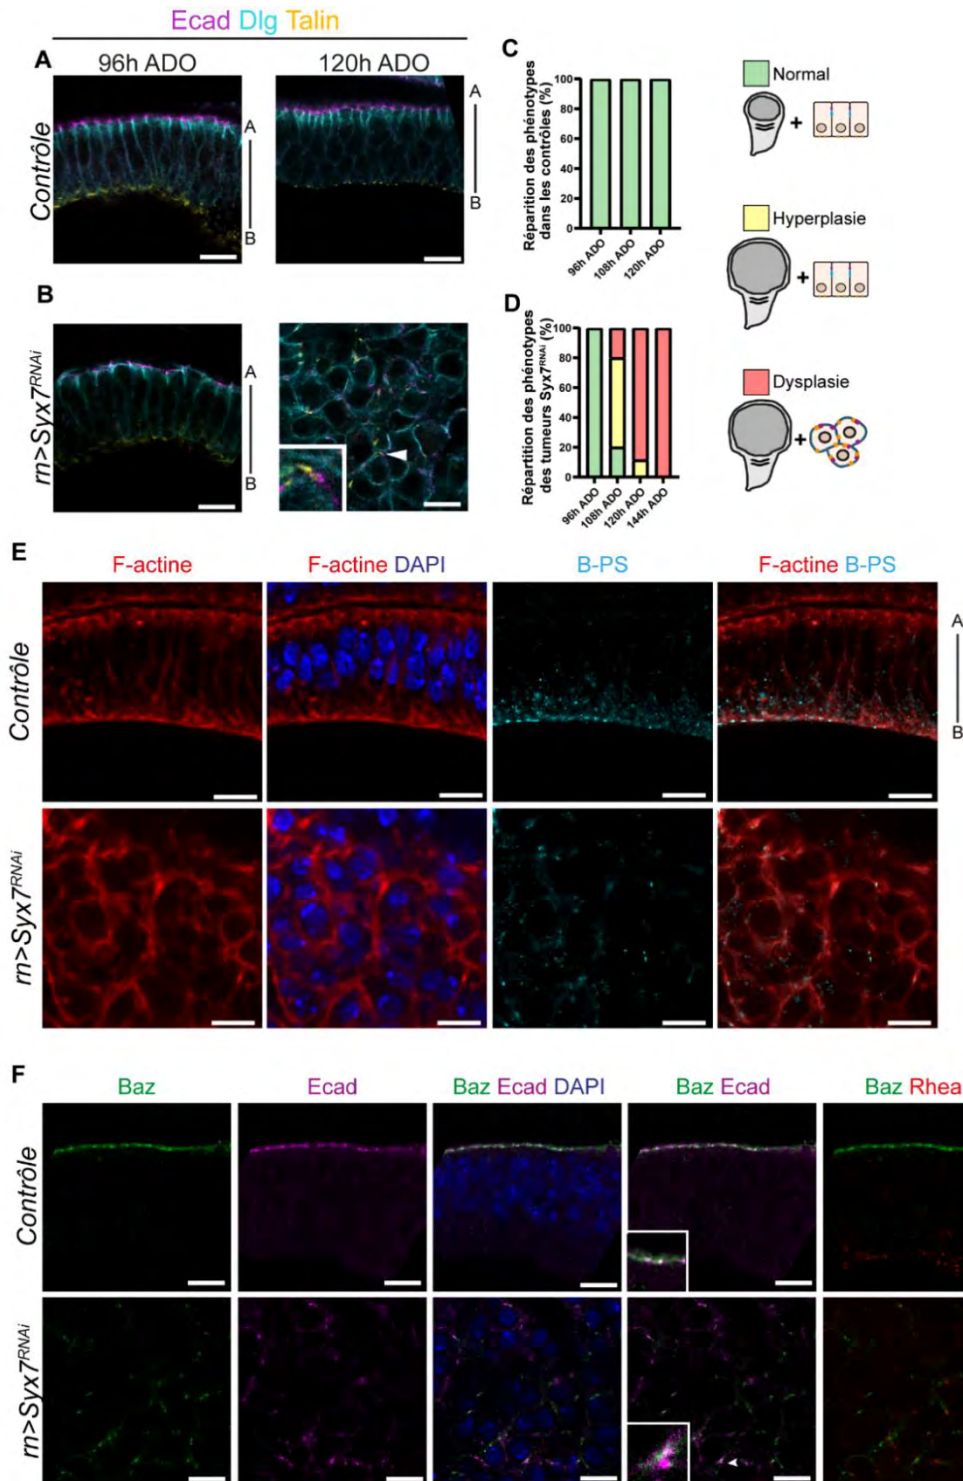 Ecad Dlg Talin
A
96h ADO
120h ADO
Contrôle
A
B
A
B
B
rn>Syx7RNAi
A
B
C
Réparition des phénotypes
dans les contrôles (%)
100
80
60
40
20
0
96h ADO
108h ADO
120h ADO
Normal
+
Hyperplasie
+
Dysplasie
+
D
Répartition des phénotypes
des tumeurs Syx7RNAi (%)
100
80
60
40
20
0
96h ADO
108h ADO
120h ADO
144h ADO
E
F-actine
F-actine DAPI
B-PS
F-actine B-PS
Contrôle
A
B
rn>Syx7RNAi
F
Baz
Ecad
Baz Ecad DAPI
Baz Ecad
Baz Rhea
Contrôle
rn>Syx7RNAi